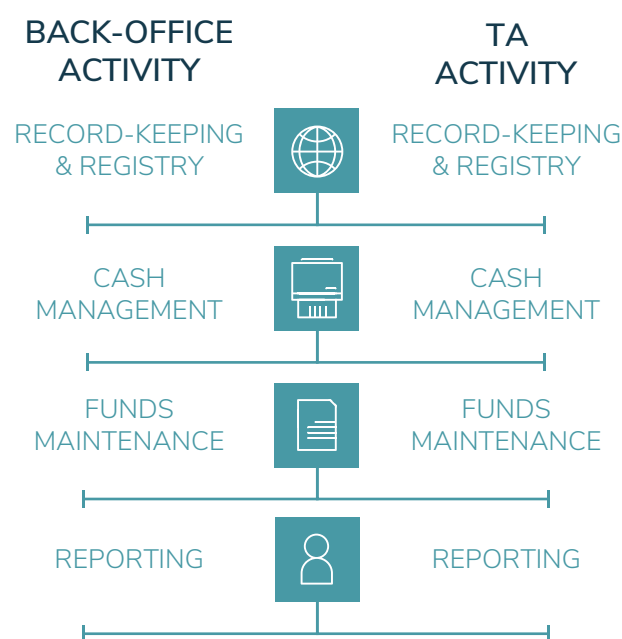 BACK-OFFICE
ACTIVITY
TA
ACTIVITY
RECORD-KEEPING
& REGISTRY
RECORD-KEEPING
& REGISTRY
CASH
MANAGEMENT
CASH
MANAGEMENT
FUNDS
MAINTENANCE
FUNDS
MAINTENANCE
REPORTING
REPORTING